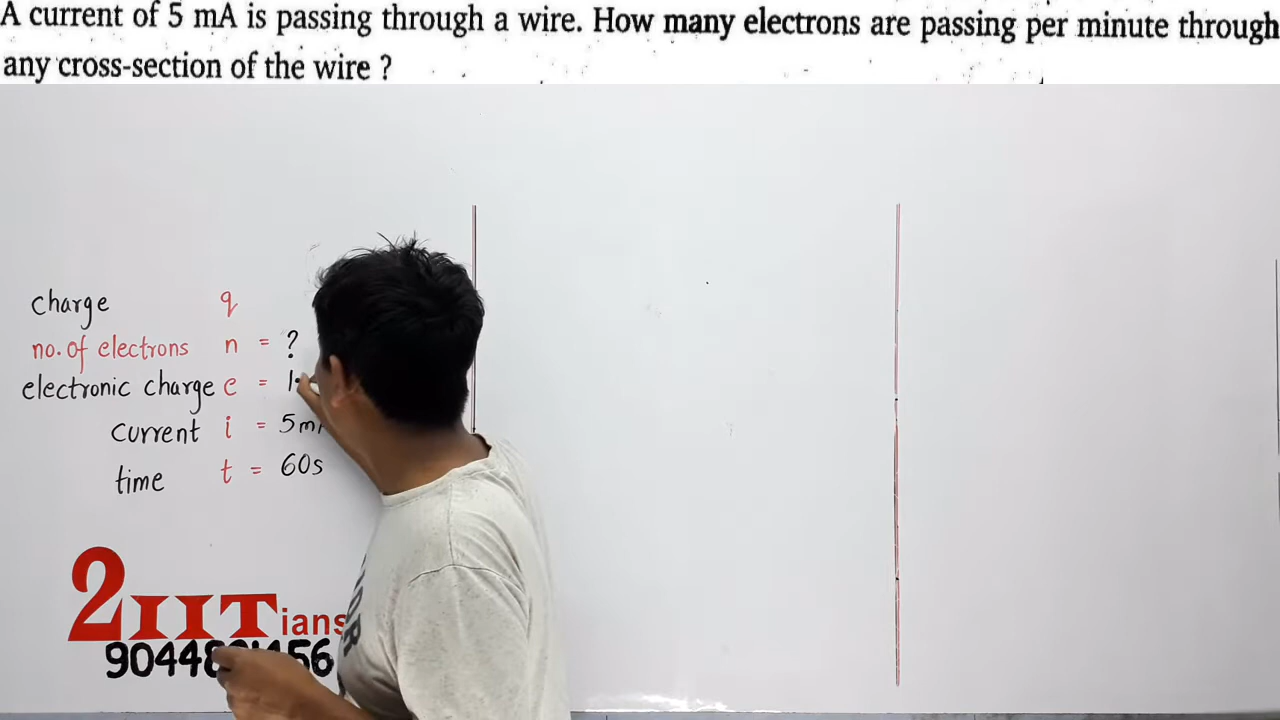 A current of 5 mA is passing through a wire. How many electrons are passing per minute through
any cross-section of the wire ?
charge q
no. of electrons n = ?
electronic charge e = 1.
current i = 5m
time t = 60s
2IITians